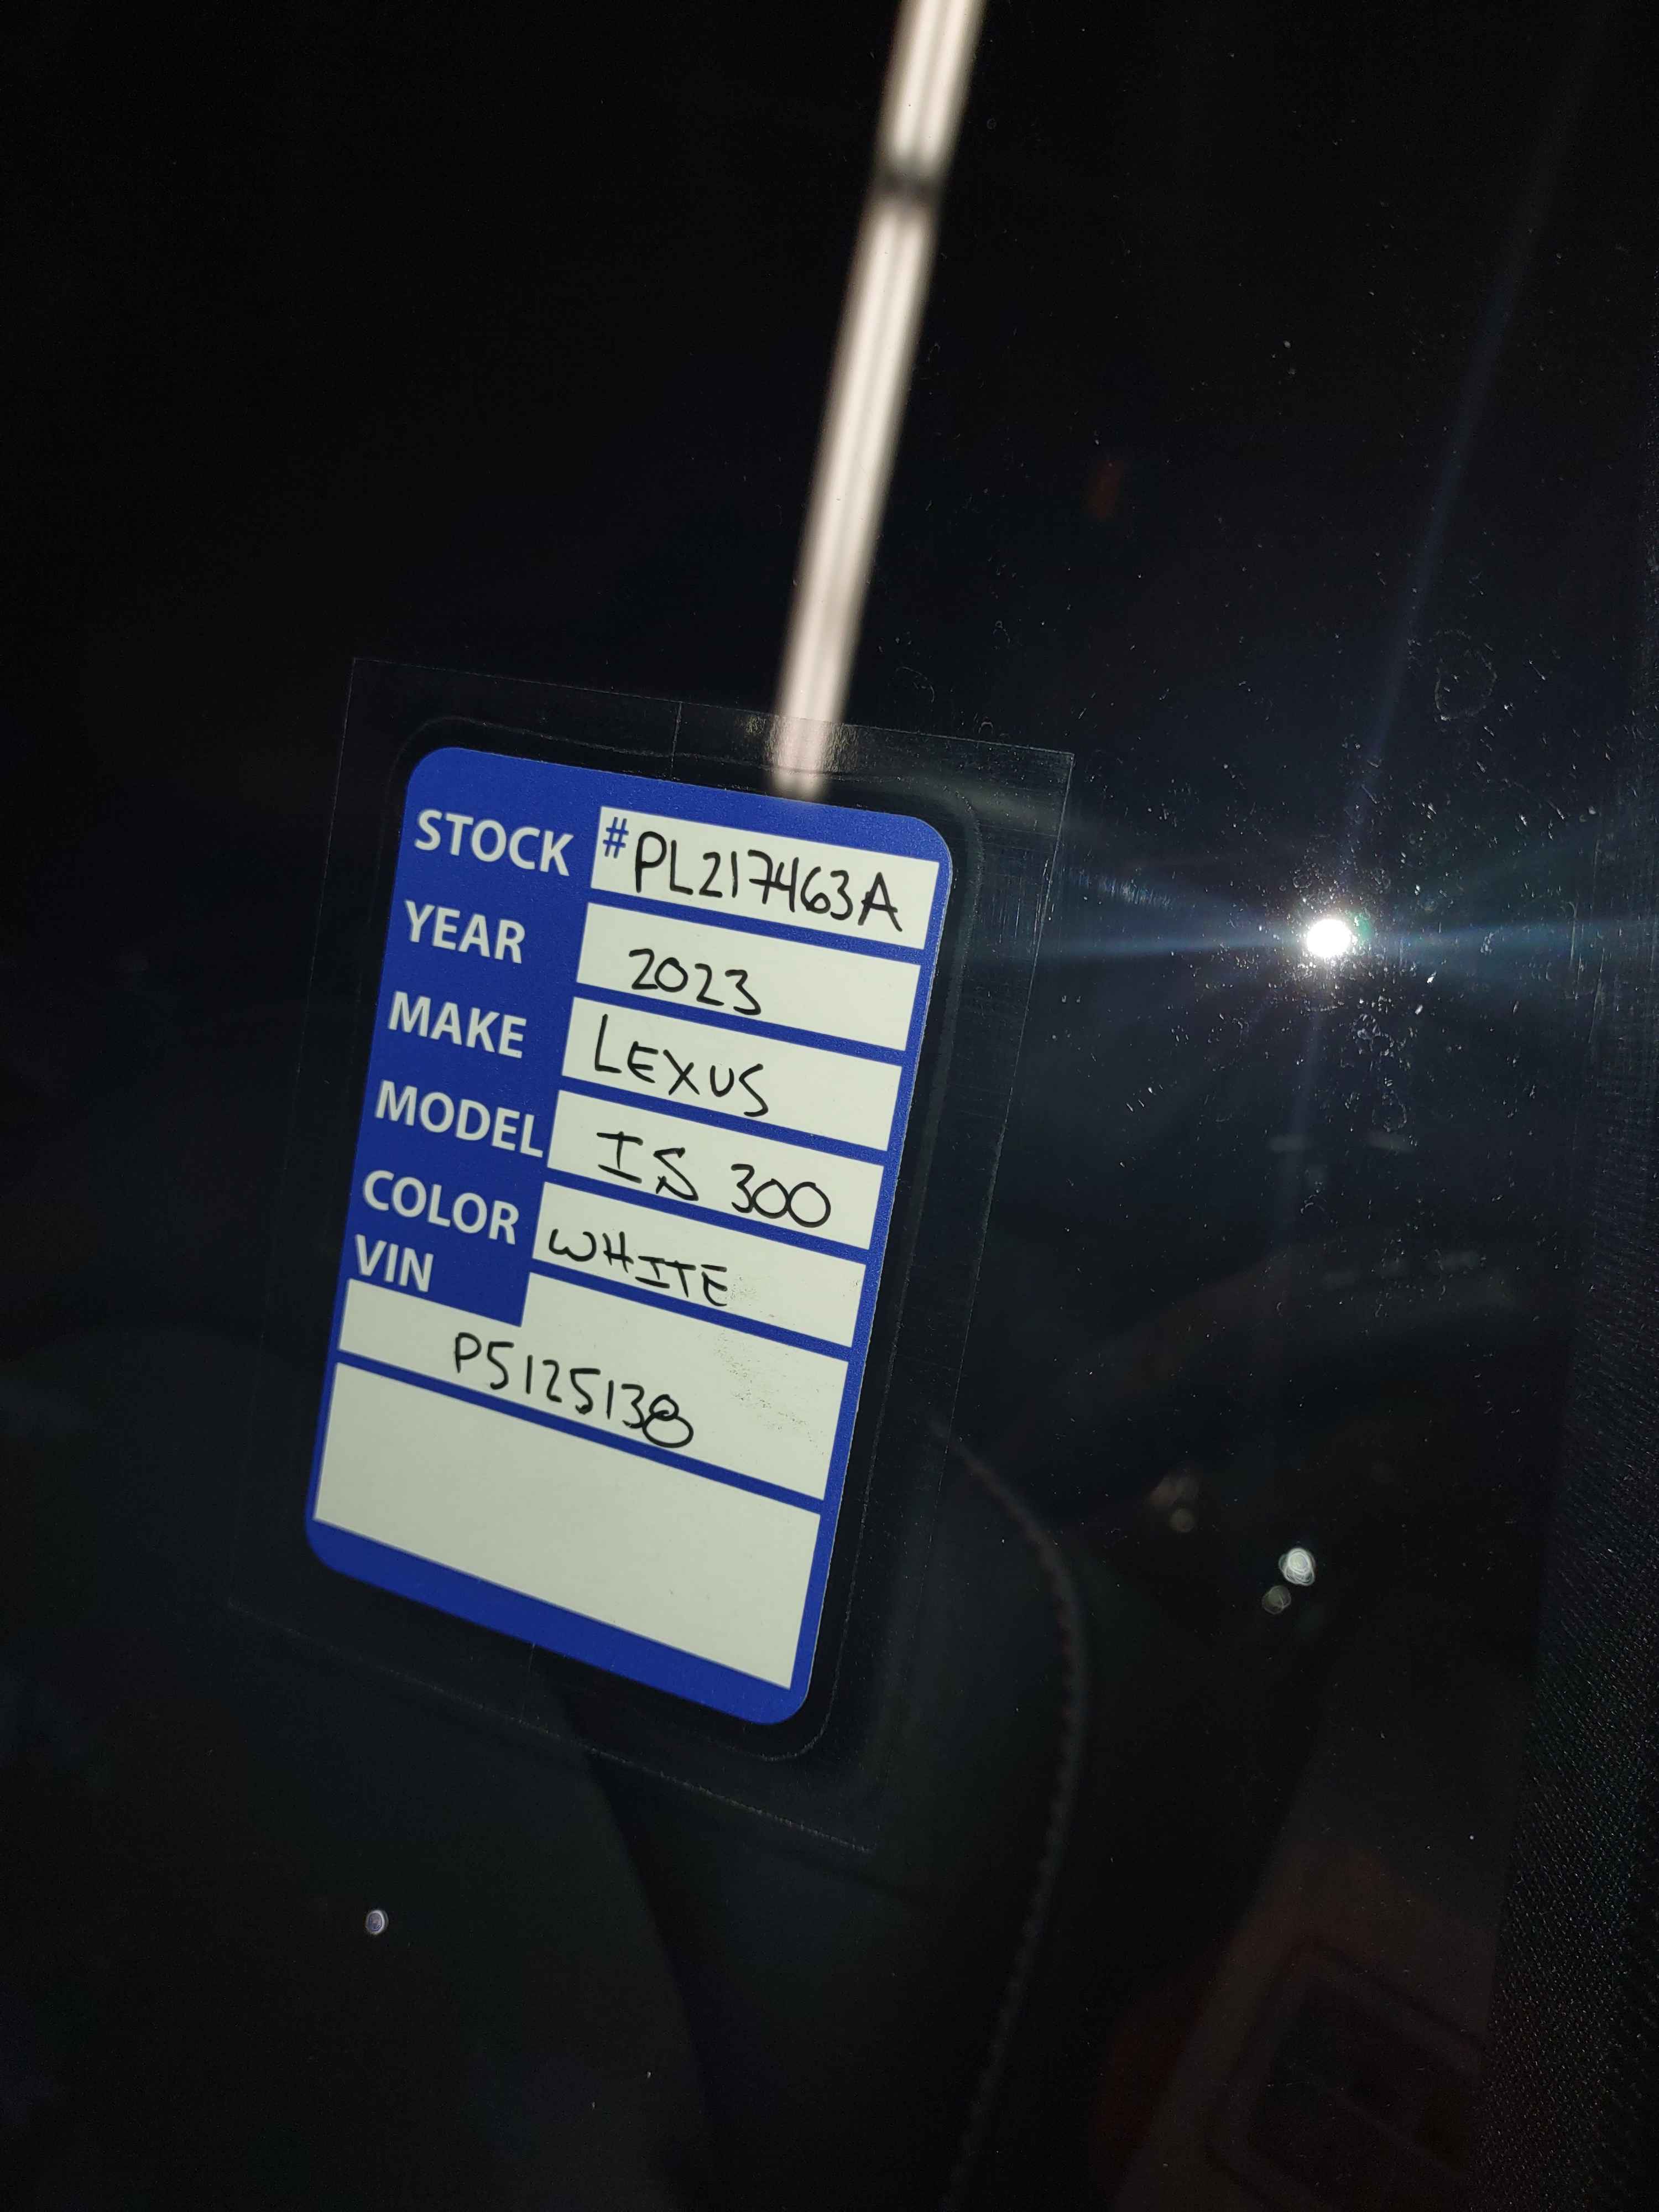 STOCK #PL217463A
YEAR 2023
MAKE LEXUS
MODEL IS 300
COLOR WHITE
VIN
P5125138